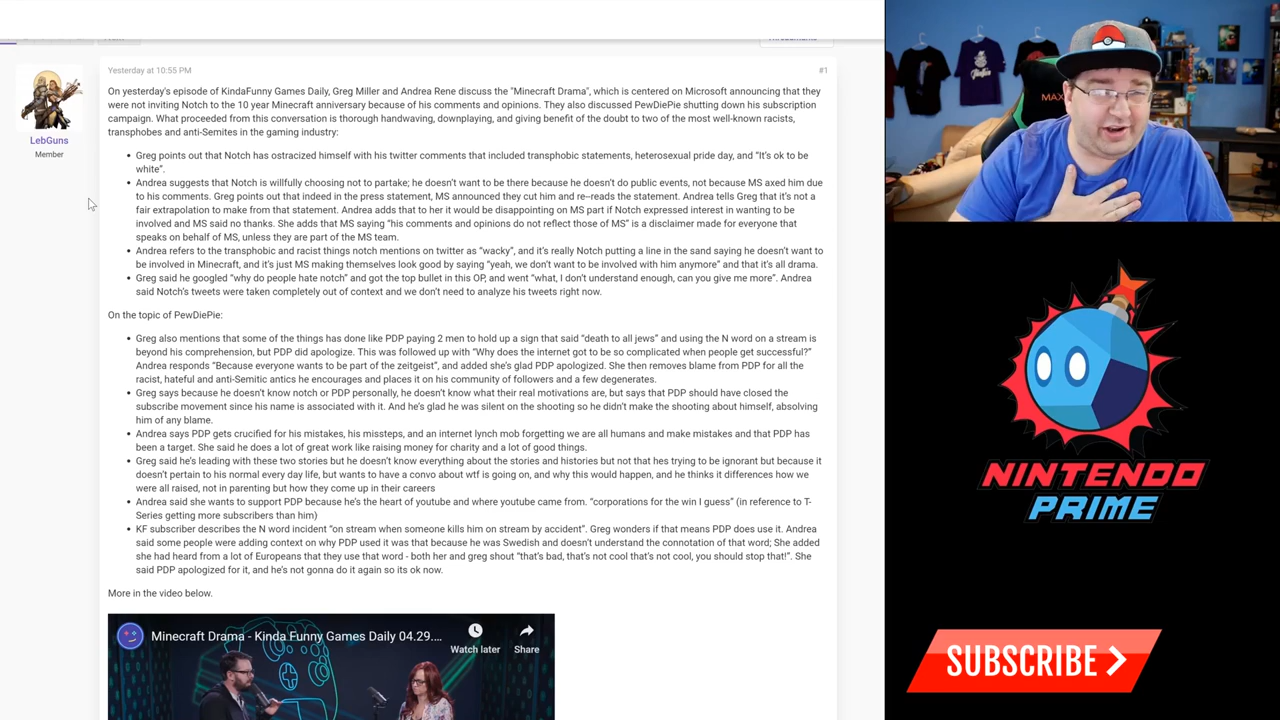 Yesterday at 10:55 PM
#1
LebGuns
Member
On yesterday's episode of KindaFunny Games Daily, Greg Miller and Andrea Rene discuss the "Minecraft Drama", which is centered on Microsoft announcing that they
were not inviting Notch to the 10 year Minecraft anniversary because of his comments and opinions. They also discussed PewDiePie shutting down his subscription
campaign. What proceeded from this conversation is thorough handwaving, downplaying, and giving benefit of the doubt to two of the most well-known racists,
transphobes and anti-Semites in the gaming industry:
• Greg points out that Notch has ostracized himself with his twitter comments that included transphobic statements, heterosexual pride day, and "It's ok to be
white".
• Andrea suggests that Notch is willfully choosing not to partake; he doesn't want to be there because he doesn't do public events, not because MS axed him due
to his comments. Greg points out that indeed in the press statement, MS announced they cut him and re–reads the statement. Andrea tells Greg that it's not a
fair extrapolation to make from that statement. Andrea adds that to her it would be disappointing on MS part if Notch expressed interest in wanting to be
involved and MS said no thanks. She adds that MS saying "his comments and opinions do not reflect those of MS" is a disclaimer made for everyone that
speaks on behalf of MS, unless they are part of the MS team.
• Andrea refers to the transphobic and racist things notch mentions on twitter as "wacky", and it's really Notch putting a line in the sand saying he doesn't want to
be involved in Minecraft, and it's just MS making themselves look good by saying "yeah, we don't want to be involved with him anymore" and that it's all drama.
• Greg said he googled "why do people hate notch" and got the top bullet in this OP, and went "what, I don't understand enough, can you give me more". Andrea
said Notch's tweets were taken completely out of context and we don't need to analyze his tweets right now.
On the topic of PewDiePie:
• Greg also mentions that some of the things has done like PDP paying 2 men to hold up a sign that said "death to all jews" and using the N word on a stream is
beyond his comprehension, but PDP did apologize. This was followed up with "Why does the internet got to be so complicated when people get successful?"
Andrea responds "Because everyone wants to be part of the zeitgeist", and added she's glad PDP apologized. She then removes blame from PDP for all the
racist, hateful and anti-Semitic antics he encourages and places it on his community of followers and a few degenerates.
• Greg says because he doesn't know notch or PDP personally, he doesn't know what their real motivations are, but says that PDP should have closed the
subscribe movement since his name is associated with it. And he's glad he was silent on the shooting so he didn't make the shooting about himself, absolving
him of any blame.
• Andrea says PDP gets crucified for his mistakes, his missteps, and an internet lynch mob forgetting we are all humans and make mistakes and that PDP has
been a target. She said he does a lot of great work like raising money for charity and a lot of good things.
• Greg said he's leading with these two stories but he doesn't know everything about the stories and histories but not that hes trying to be ignorant but because it
doesn't pertain to his normal every day life, but wants to have a convo about wtf is going on, and why this would happen, and he thinks it differences how we
were all raised, not in parenting but how they come up in their careers
• Andrea said she wants to support PDP because he's the heart of youtube and where youtube came from. "corporations for the win I guess" (in reference to T-
Series getting more subscribers than him)
• KF subscriber describes the N word incident "on stream when someone kills him on stream by accident". Greg wonders if that means PDP does use it. Andrea
said some people were adding context on why PDP used it was that because he was Swedish and doesn't understand the connotation of that word; She added
she had heard from a lot of Europeans that they use that word - both her and greg shout "that's bad, that's not cool that's not cool, you should stop that!". She
said PDP apologized for it, and he's not gonna do it again so its ok now.
More in the video below.
Minecraft Drama - Kinda Funny Games Daily 04.29....
Watch later
Share
MAX
NINTENDO
PRIME
SUBSCRIBE